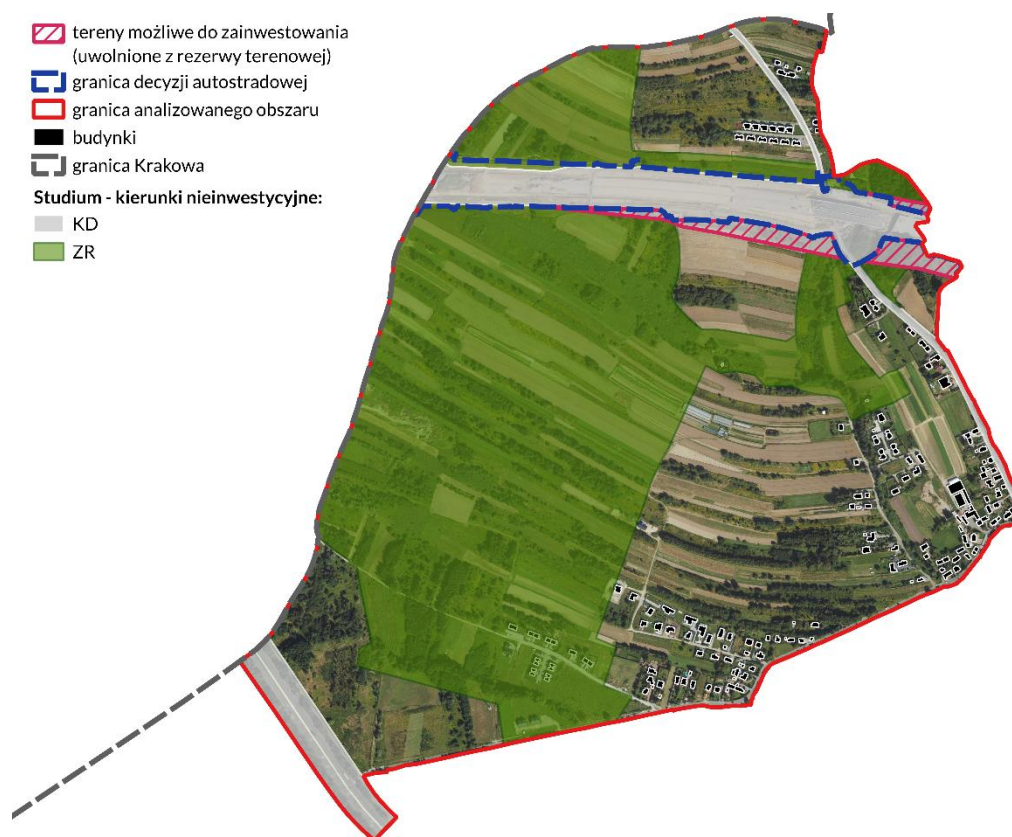 tereny możliwe do zainwestowania
(uwolnione z rezerwy terenowej)
granica decyzji autostradowej
granica analizowanego obszaru
budynki
granica Krakowa
Studium - kierunki nieinwestycyjne:
KD
ZR